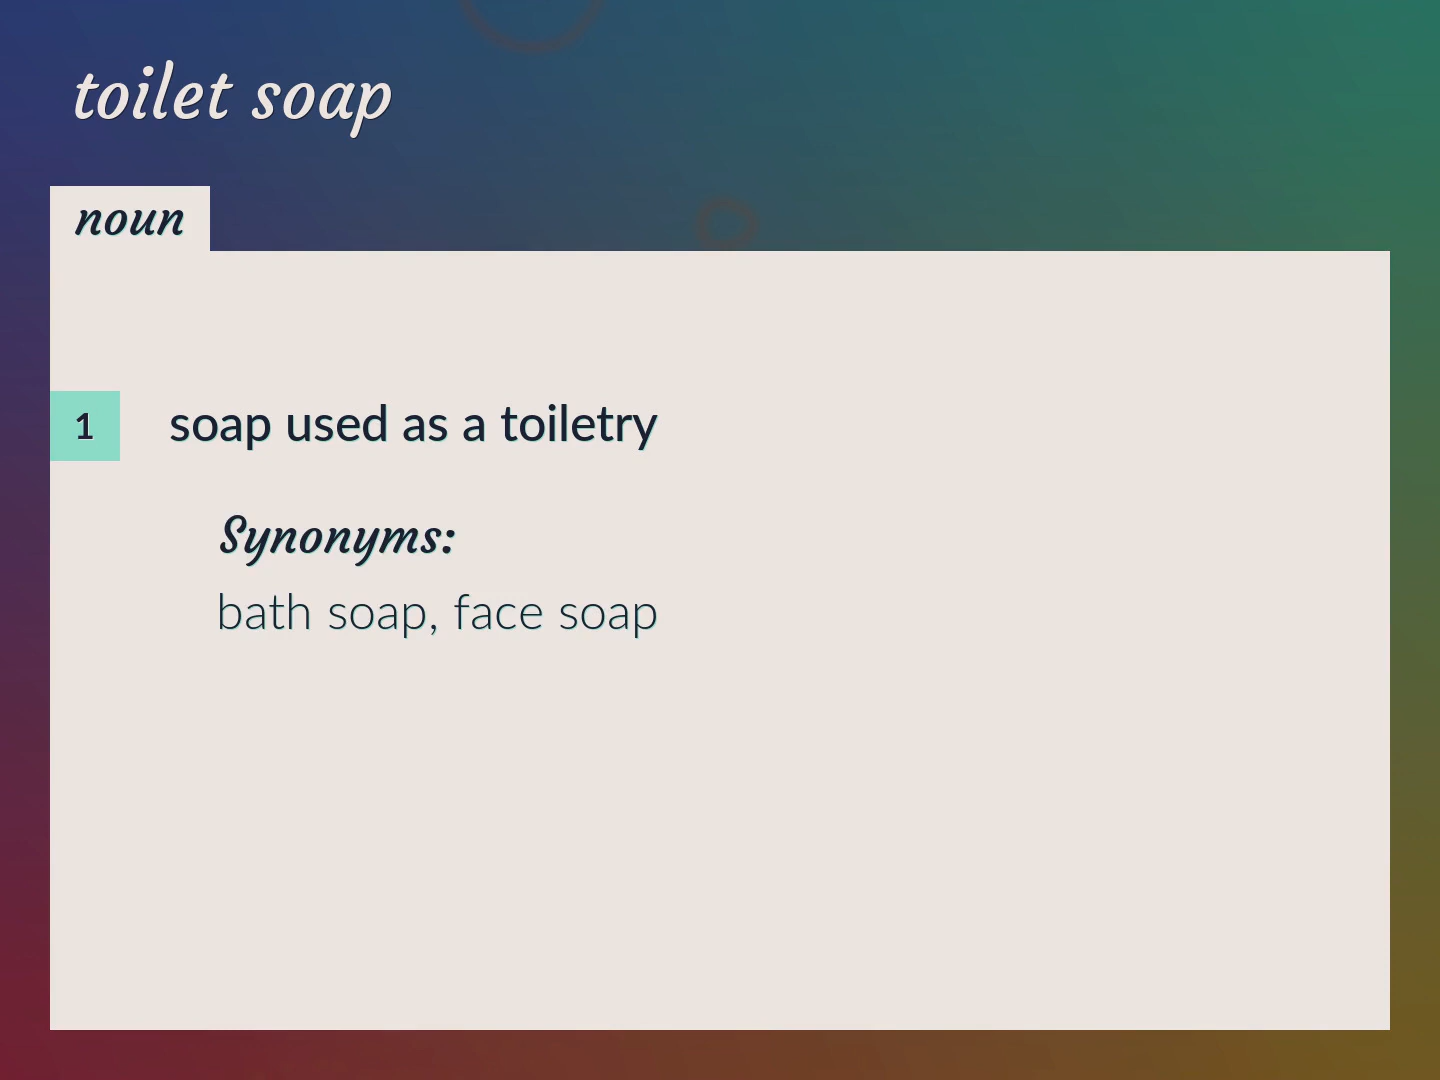 toilet soap
noun
1 soap used as a toiletry
Synonyms:
bath soap, face soap